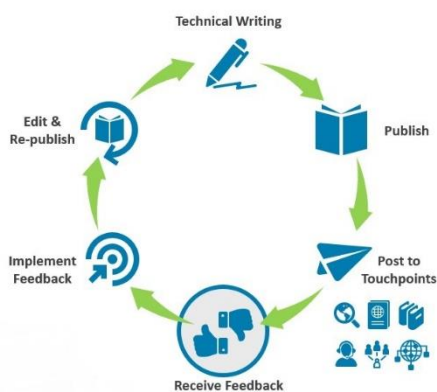 Technical Writing
Publish
Post to
Touchpoints
Receive Feedback
Implement
Feedback
Edit &
Re-publish